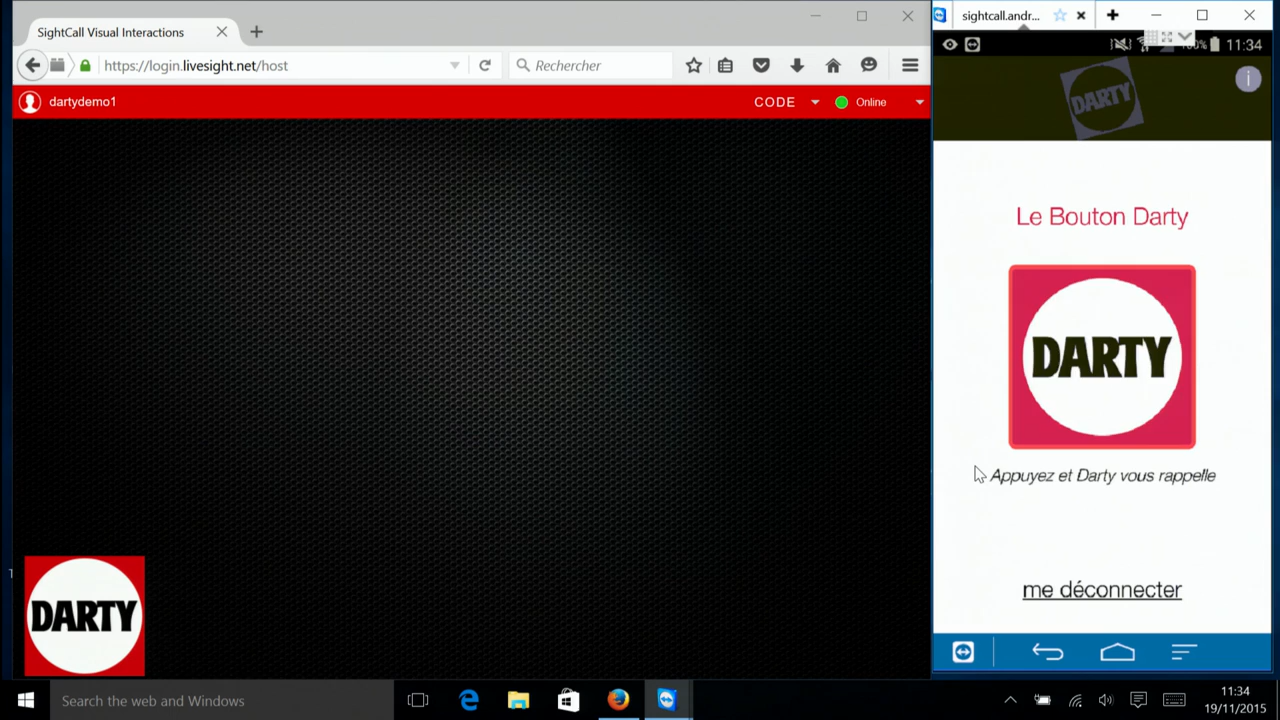 SightCall Visual Interactions
https://login.livesight.net/host
Rechercher
dartydemo1
CODE
Online
DARTY
sightcall.andr...
100%
11:34
DARTY
i
Le Bouton Darty
DARTY
Appuyez et Darty vous rappelle
me déconnecter
Search the web and Windows
11:34
19/11/2015